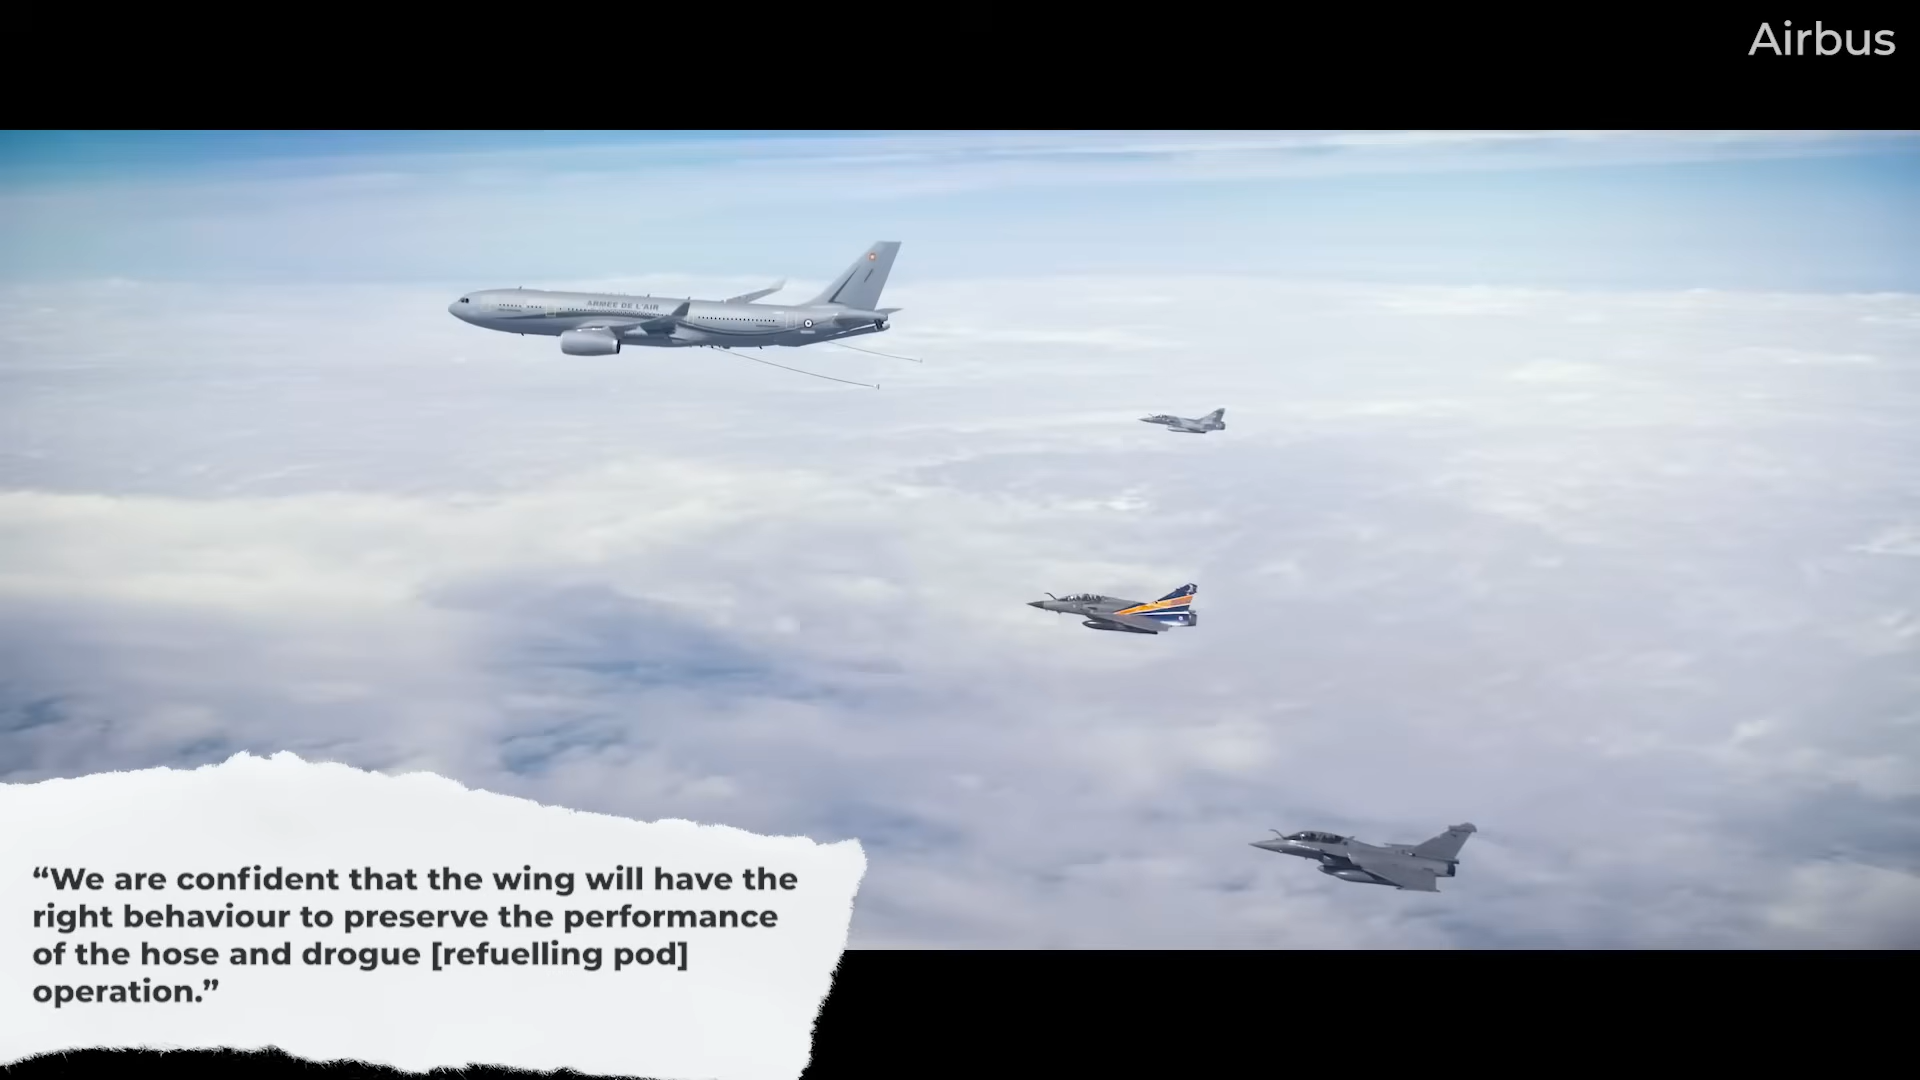 Airbus
ARMEE DE L'AIR
“We are confident that the wing will have the
right behaviour to preserve the performance
of the hose and drogue [refuelling pod]
operation.”